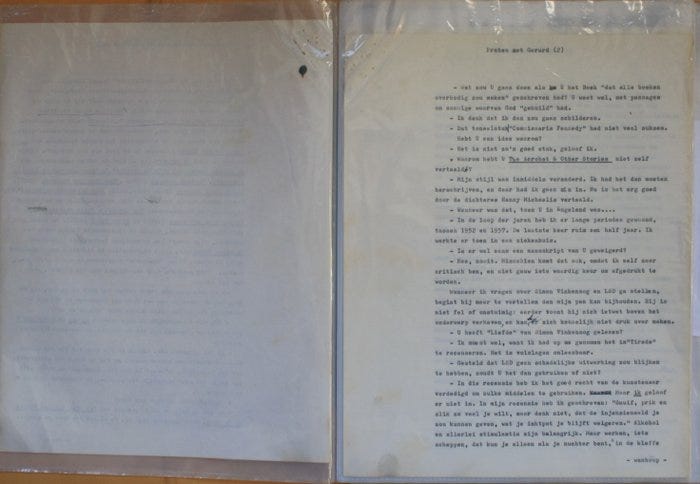 Praten met Gerard (2)
- Wat zou U gaan doen als U het Boek "dat alle boeken
overbodig zou maken" geschreven had? U weet wel, met passages
en sommige waarvan God "gehuild" had.
- Ik denk dat ik dan zou gaan schilderen.
- Dat toneelstuk "Commissaris Fennedy" had niet veel succes.
Hebt U een idee waarom?
- Het is niet zo'n goed stuk, geloof ik.
- Waarom hebt U The Acrobat & Other Stories niet zelf
vertaald?
- Mijn stijl was inmiddels veranderd. Ik had het dan moeten
herschrijven, en daar had ik geen zin in. Nu is het erg goed
door de dichteres Hanny Michaelis vertaald.
- Wanneer was dat, toen U in Engeland was....
- In de loop der jaren heb ik er lange perioden gewoond,
tussen 1952 en 1957. De laatste keer ruim een half jaar. Ik
werkte er toen in een ziekenhuis.
- Is er wel eens een manuskript van U geweigerd?
- Nee, nooit. Misschien komt dat ook, omdat ik zelf zeer
critisch ben, en niet gauw iets waardig keur om afgedrukt te
worden.
Wanneer ik vragen over Simon Vinkenoog en LSD ga stellen,
begint hij meer te vertellen dan mijn pen kan bijhouden. Hij is
niet fel of onstuimig: eerder toont hij zich ietwat boven het
onderwerp verheven, en kan er zich kennelijk niet druk over maken.
- U heeft "Liefde" van Simon Vinkenoog gelezen?
- Ik moest wel, want ik had op me genomen het in "Tirade"
te recenseren. Het is welhaast onleesbaar.
- Gesteld dat LSD geen schadelijke uitwerking zou blijken
te hebben, zoudt U het dan gebruiken of niet?
- In die recensie heb ik het goed recht van de kunstenaar
verdedigd om zulke middelen te gebruiken. Maar ik geloof
er niet in. In mijn recensie heb ik geschreven: "Snuif, prik en
slik zo veel je wilt, maar denk niet, dat de injectienaald je
zou kunnen geven, wat je ichtpot je blijft weigeren." Alkohol
en allerlei stimulantia zijn belangrijk. Maar werken, iets
scheppen, dat kun je alleen als je nuchter bent, in de bleffe
- wanhoop -